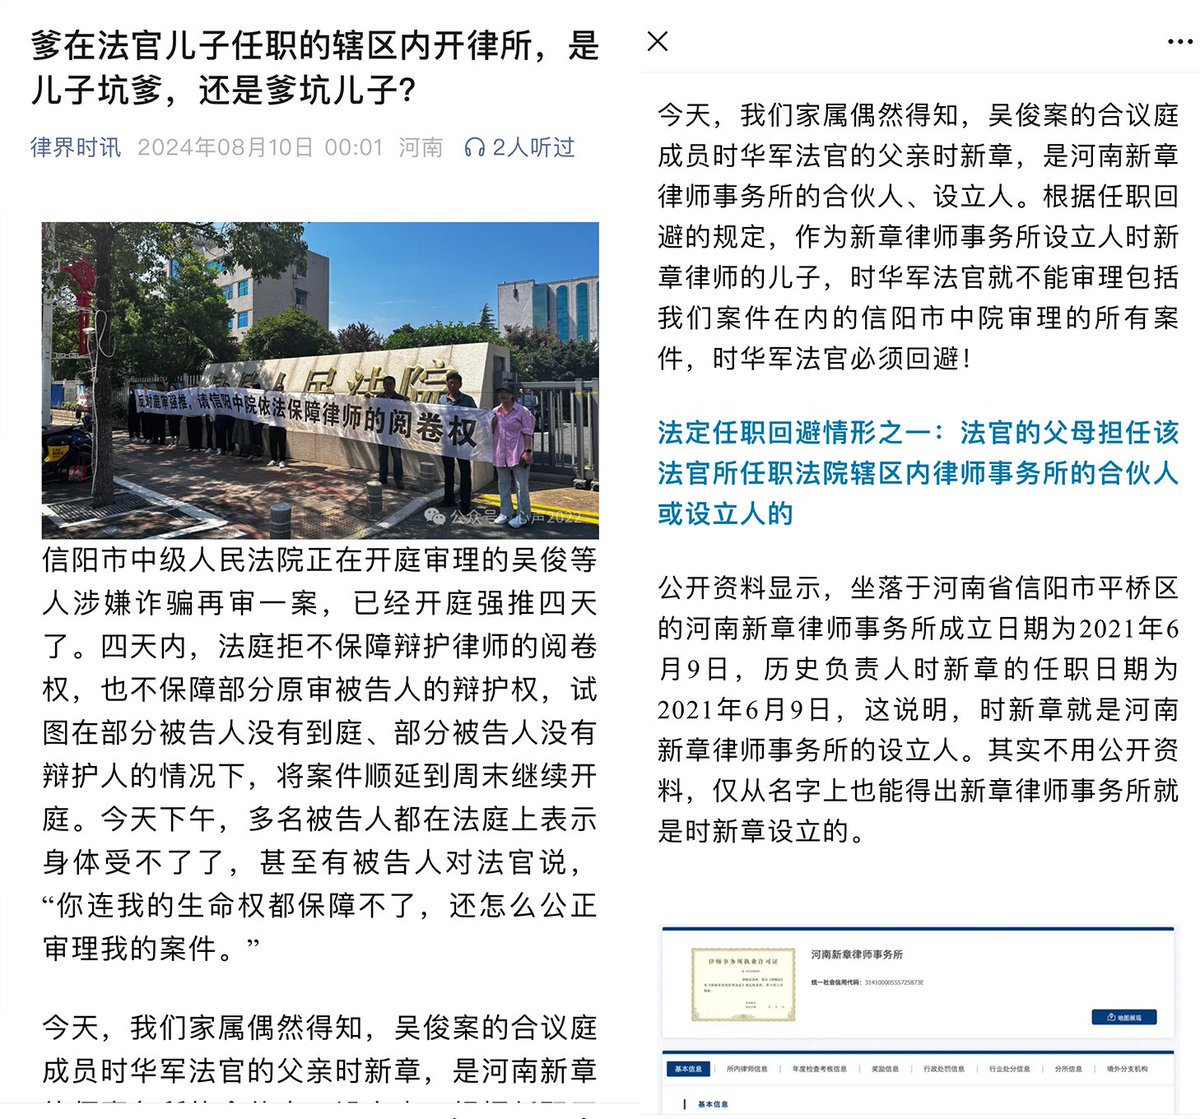 爹在法官儿子任职的辖区内开律所，是
儿子坑爹，还是爹坑儿子？
律界时讯 2024年08月10日 00:01 河南 2人听过
人民法院
反对庭审强推，请信阳中院依法保障律师的阅卷权
公众号·心声2022
信阳市中级人民法院正在开庭审理的吴俊等
人涉嫌诈骗再审一案，已经开庭强推四天
了。四天内，法庭拒不保障辩护律师的阅卷
权，也不保障部分原审被告人的辩护权，试
图在部分被告人没有到庭、部分被告人没有
辩护人的情况下，将案件顺延到周末继续开
庭。今天下午，多名被告人都在法庭上表示
身体受不了了，甚至有被告人对法官说，
“你连我的生命权都保障不了，还怎么公正
审理我的案件。”
今天，我们家属偶然得知，吴俊案的合议庭
成员时华军法官的父亲时新章，是河南新章
今天，我们家属偶然得知，吴俊案的合议庭
成员时华军法官的父亲时新章，是河南新章
律师事务所的合伙人、设立人。根据任职回
避的规定，作为新章律师事务所设立人时新
章律师的儿子，时华军法官就不能审理包括
我们案件在内的信阳市中院审理的所有案
件，时华军法官必须回避！
法定任职回避情形之一：法官的父母担任该
法官所任职法院辖区内律师事务所的合伙人
或设立人的
公开资料显示，坐落于河南省信阳市平桥区
的河南新章律师事务所成立日期为2021年6
月9日，历史负责人时新章的任职日期为
2021年6月9日，这说明，时新章就是河南
新章律师事务所的设立人。其实不用公开资
料，仅从名字上也能得出新章律师事务所就
是时新章设立的。
律师事务所执业许可证
河南新章律师事务所
统一社会信用代码：31410000555725873E
地图展现
基本信息 所内律师信息 年度检查考核信息 奖励信息 行政处罚信息 行业处分信息 分所信息 境外分支机构
基本信息